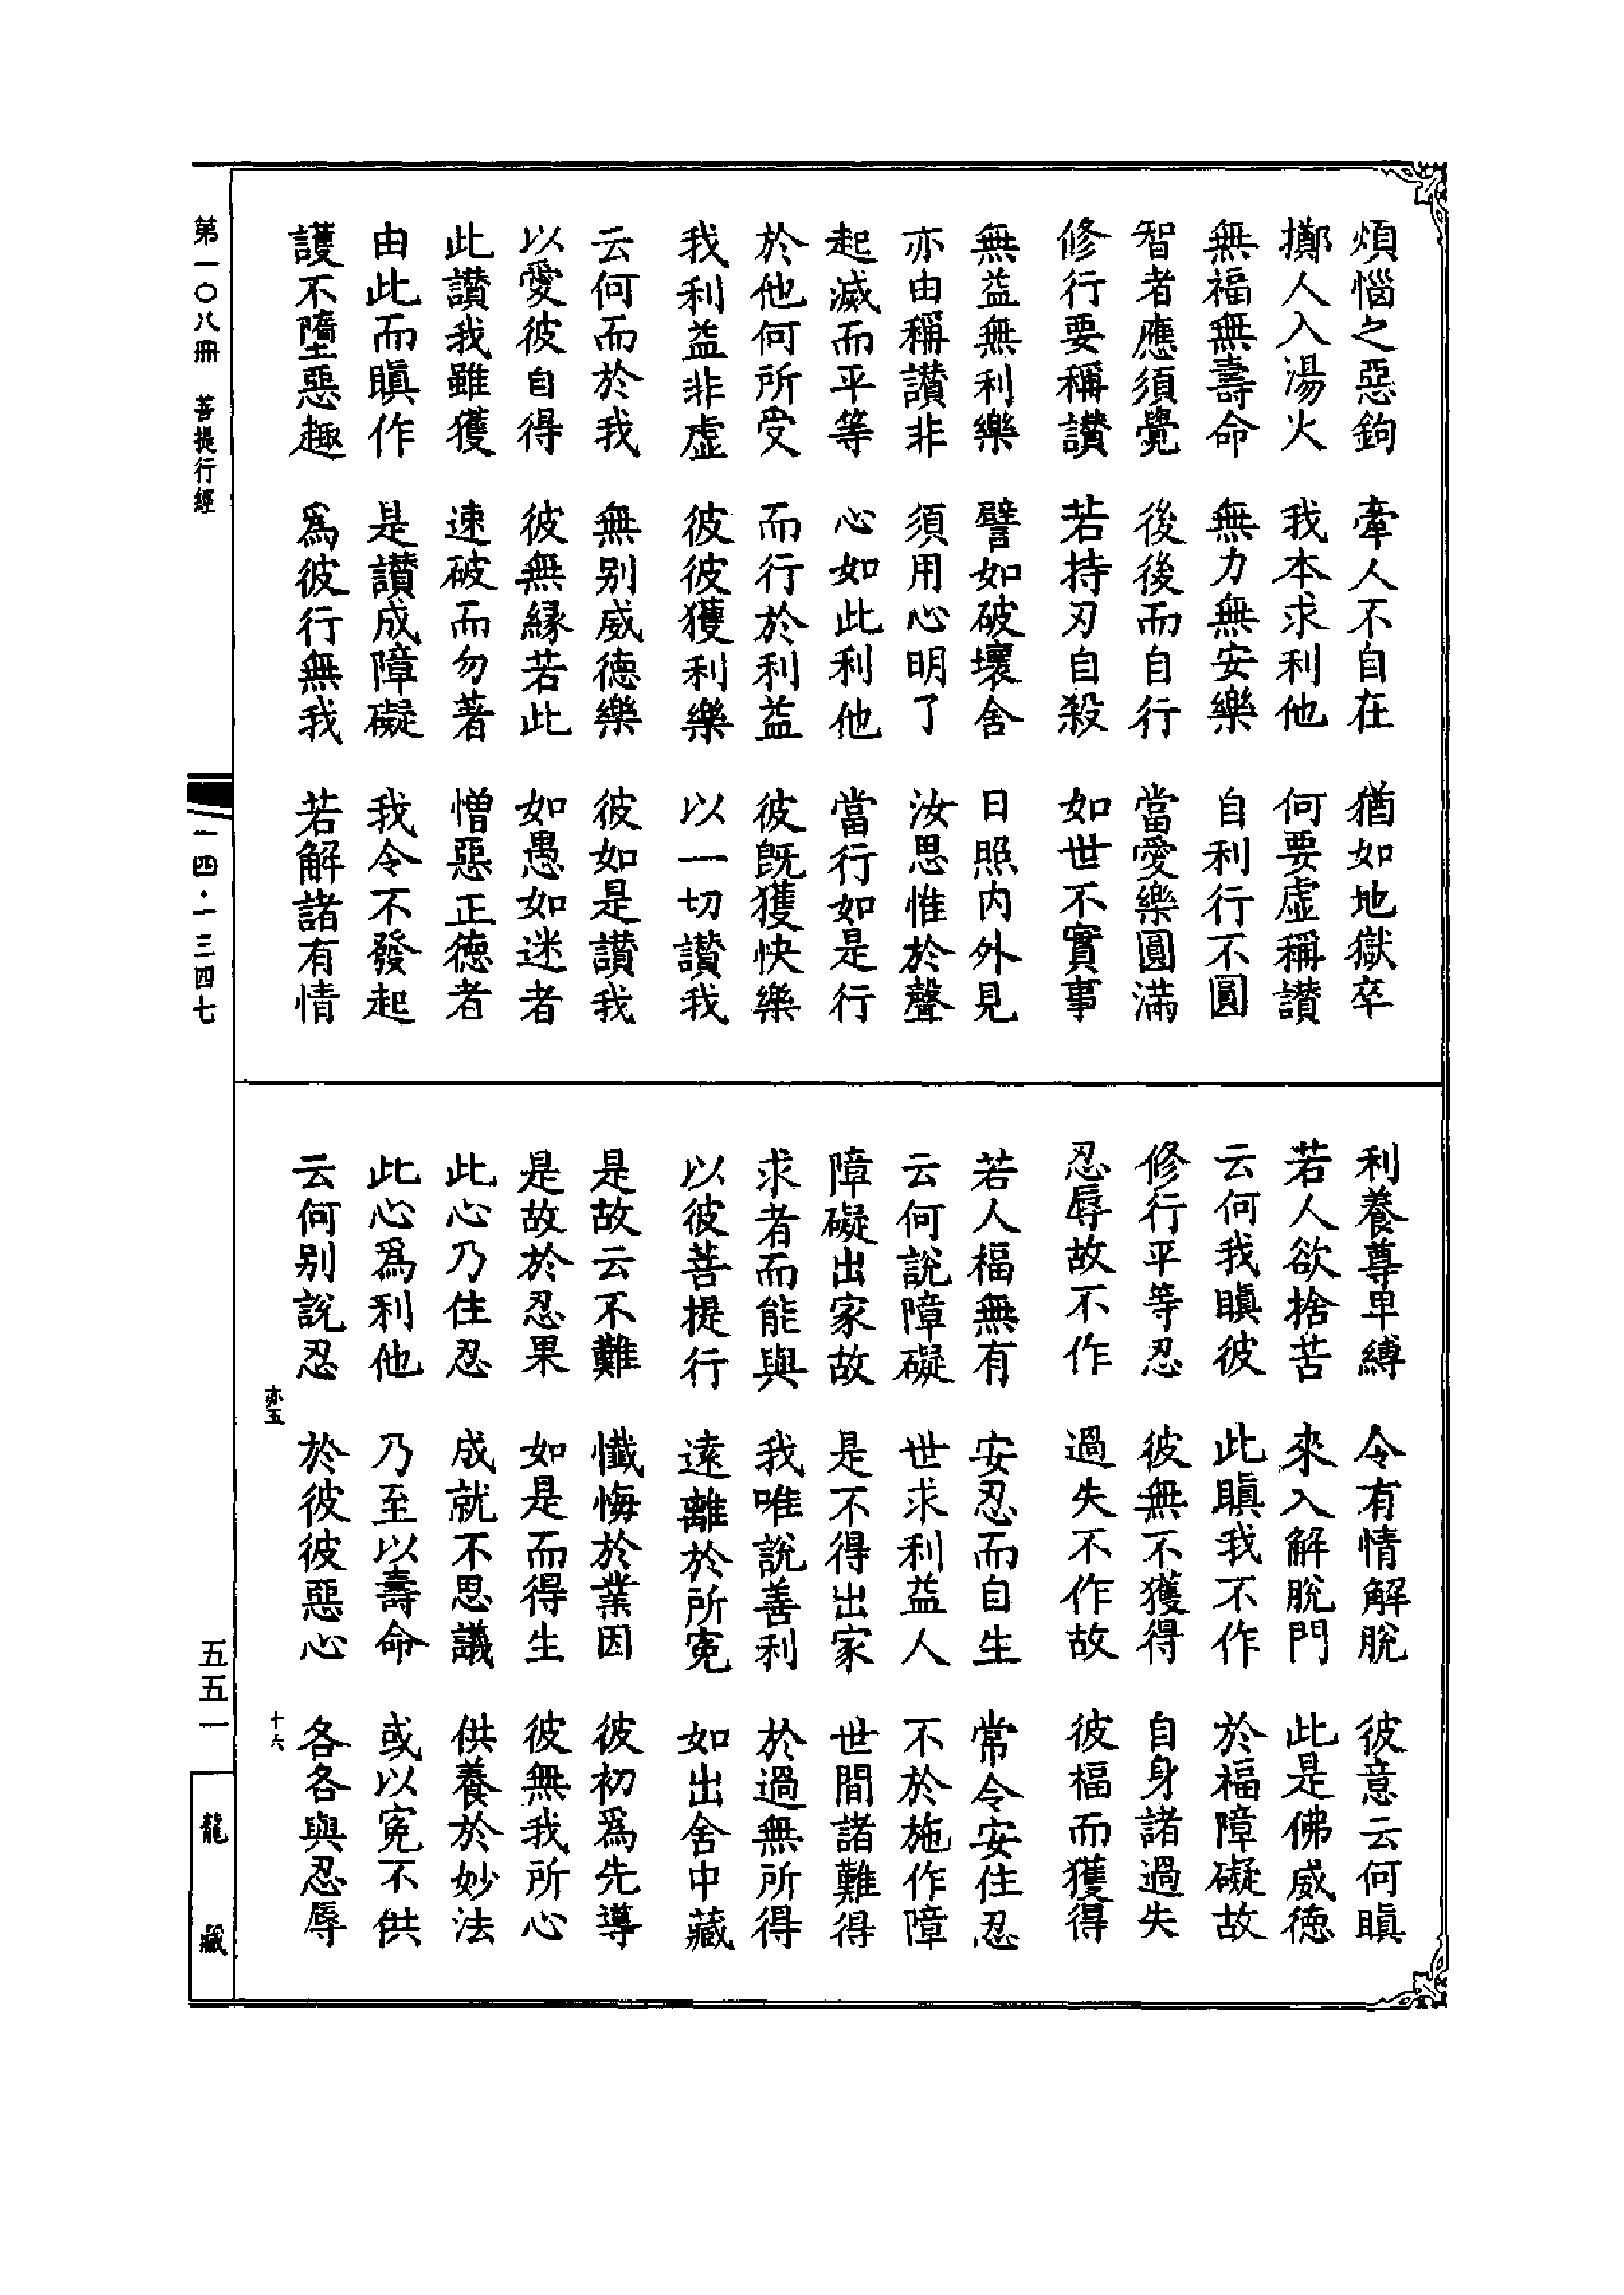 煩惱之惡鉤　牽人不自在　猶如地獄卒
擲人入湯火　我本求利他　何要虛稱讃
無福無壽命　無力無安樂　自利行不圓
智者應須覺　後後而自行　當愛樂圓滿
修行要稱讃　若持刃自殺　如世不實事
無益無利樂　譬如破壞舍　日照内外見
亦由稱讃非　須用心明了　汝思惟於聲
起滅而平等　心如此利他　當行如是行
於他何所受　而行於利益　彼既獲快樂
我利益非虛　彼彼獲利樂　以一切讃我
云何而於我　無别威德樂　彼如是讃我
以愛彼自得　彼無緣若此　如愚如迷者
此讃我雖獲　速破而勿著　憎惡正德者
由此而瞋作　是讃成障礙　我令不發起
護不墮惡趣　爲彼行無我　若解諸有情
利養尊卑縛　令有情解脫　彼意云何瞋
若人欲捨苦　來入解脫門　此是佛威德
云何我瞋彼　此瞋我不作　於福障礙故
修行平等忍　彼無不獲得　自身諸過失
忍辱故不作　過失不作故　彼福而獲得
若人福無有　安忍而自生　常令安住忍
云何說障礙　世求利益人　不於施作障
障礙出家故　是不得出家　世間諸難得
求者而能與　我唯說善利　於過無所得
以彼菩提行　遠離於所寃　如出舍中藏
是故云不難　懺悔於業因　彼初爲先導
是故於忍果　如是而得生　彼無我所心
此心乃住忍　成就不思議　供養於妙法
此心爲利他　乃至以壽命　或以寃不供
云何别說忍　於彼彼惡心　各各與忍辱
亦五　十六
第一〇八冊　菩提行經
一四·一三四七
五五一
龍藏